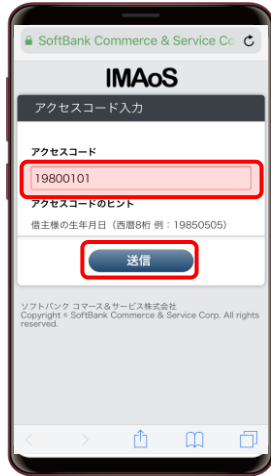 SoftBank Commerce & Service Co
IMAoS
アクセスコード入力
アクセスコード
19800101
アクセスコードのヒント
借主様の生年月日（西暦8桁 例：19850505）
送信
ソフトバンク コマース＆サービス株式会社
Copyright © SoftBank Commerce & Service Corp. All rights
reserved.